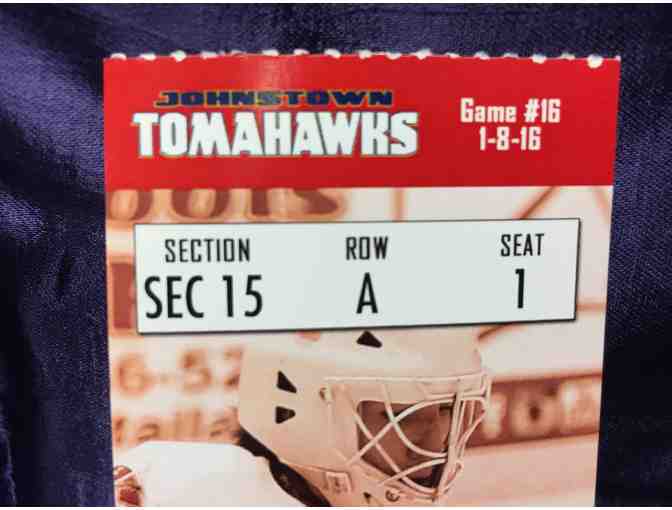 JOHNSTOWN
TOMAHAWKS
Game #16
1-8-16
SECTION ROW SEAT
SEC 15 A 1